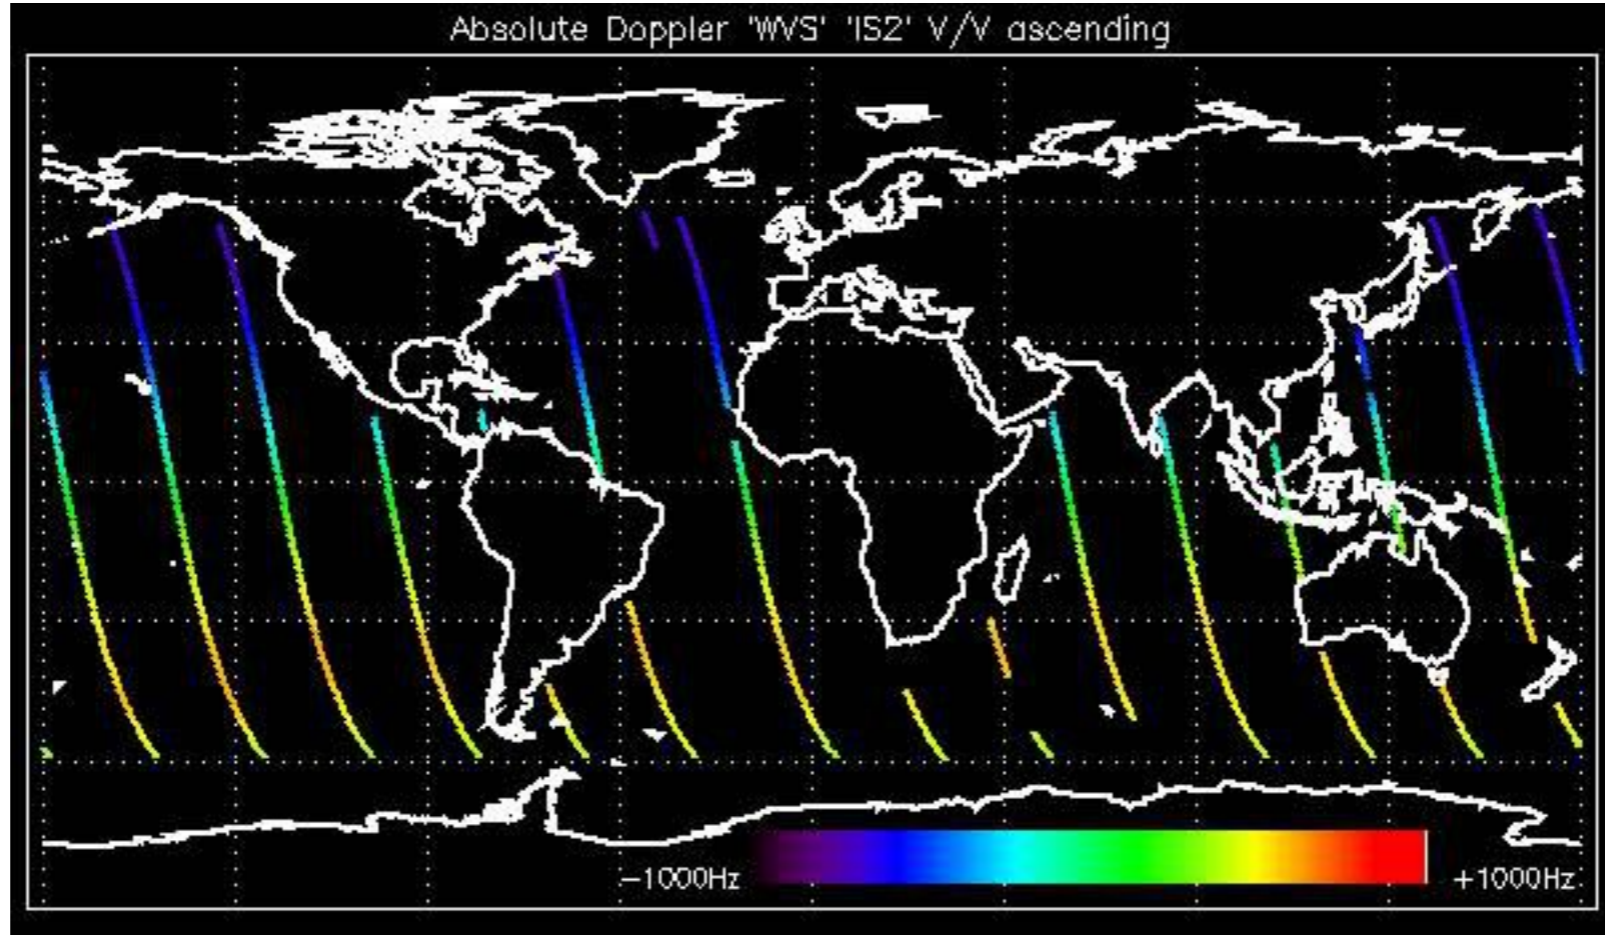 Absolute Doppler 'WVS' 'IS2' V/V ascending
−1000Hz
+1000Hz